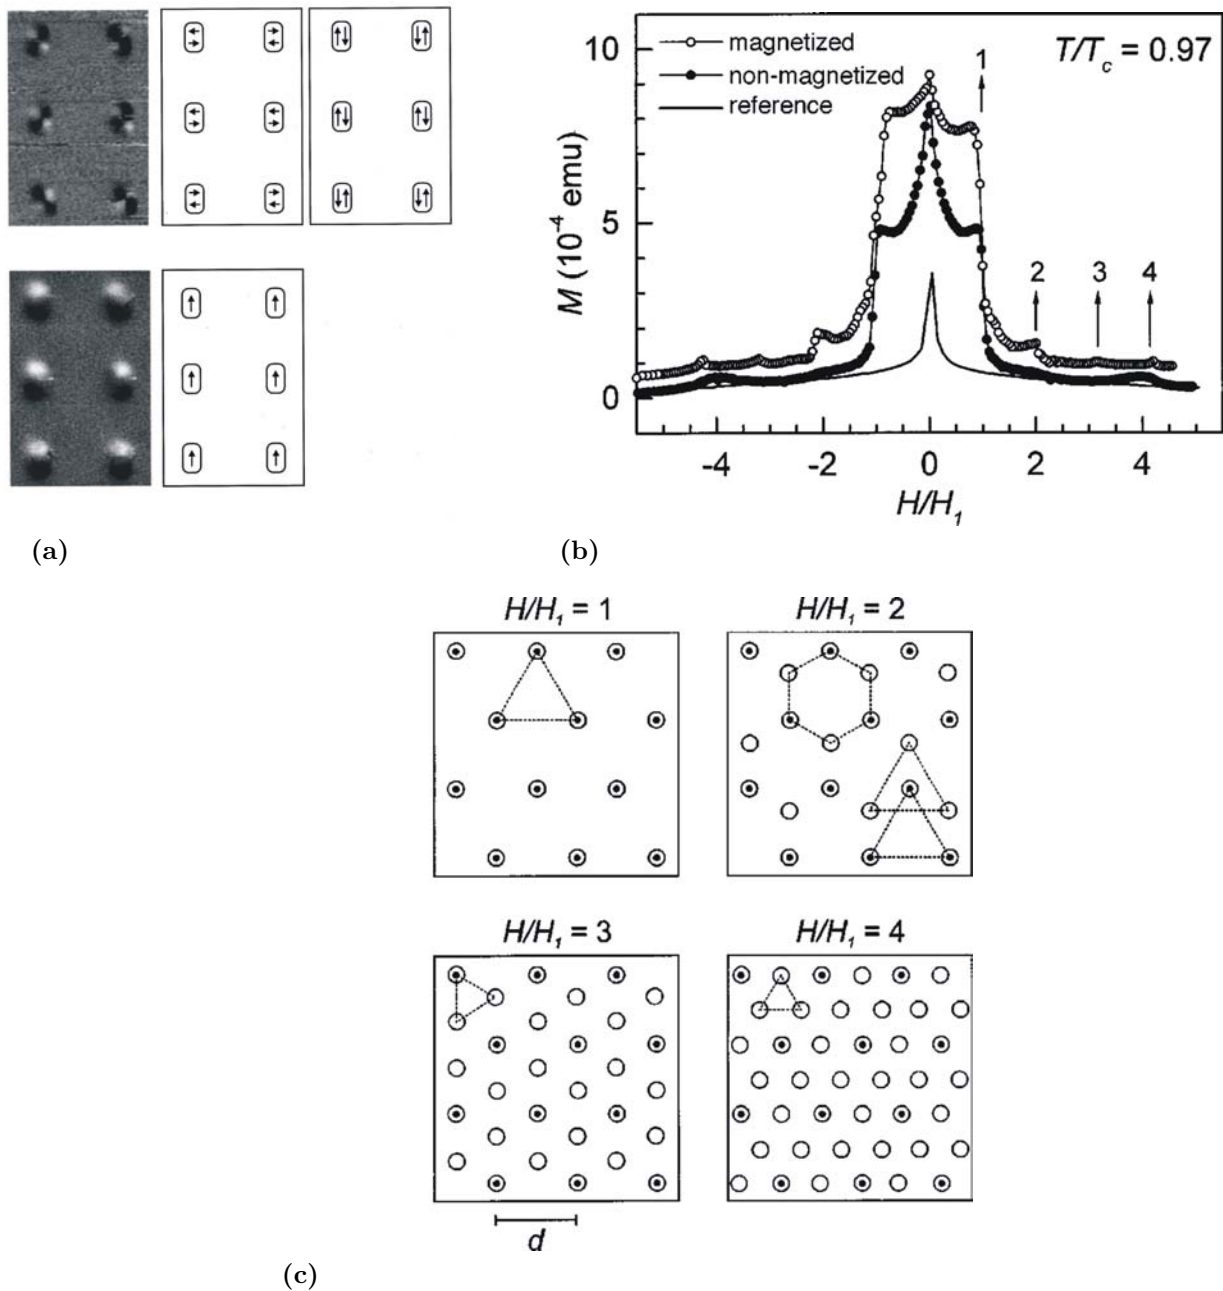 (a)
magnetized
non-magnetized
reference
T/Tc = 0.97
1
2
3
4
10
5
0
M (10⁻⁴ emu)
-4
-2
0
2
4
H/H₁
(b)
H/H₁ = 1
H/H₁ = 2
H/H₁ = 3
H/H₁ = 4
d
(c)